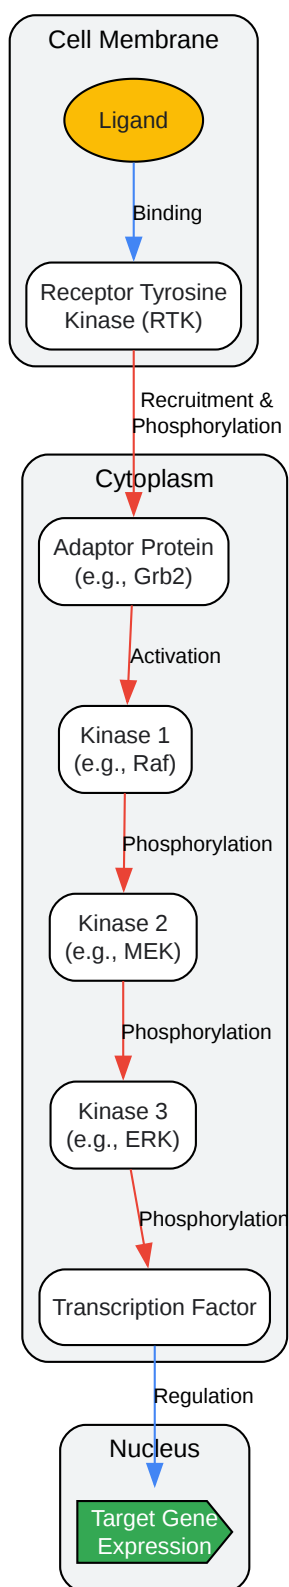 Cell Membrane
Ligand
Binding
Receptor Tyrosine
Kinase (RTK)
Recruitment &
Phosphorylation
Cytoplasm
Adaptor Protein
(e.g., Grb2)
Activation
Kinase 1
(e.g., Raf)
Phosphorylation
Kinase 2
(e.g., MEK)
Phosphorylation
Kinase 3
(e.g., ERK)
Phosphorylation
Transcription Factor
Regulation
Nucleus
Target Gene
Expression